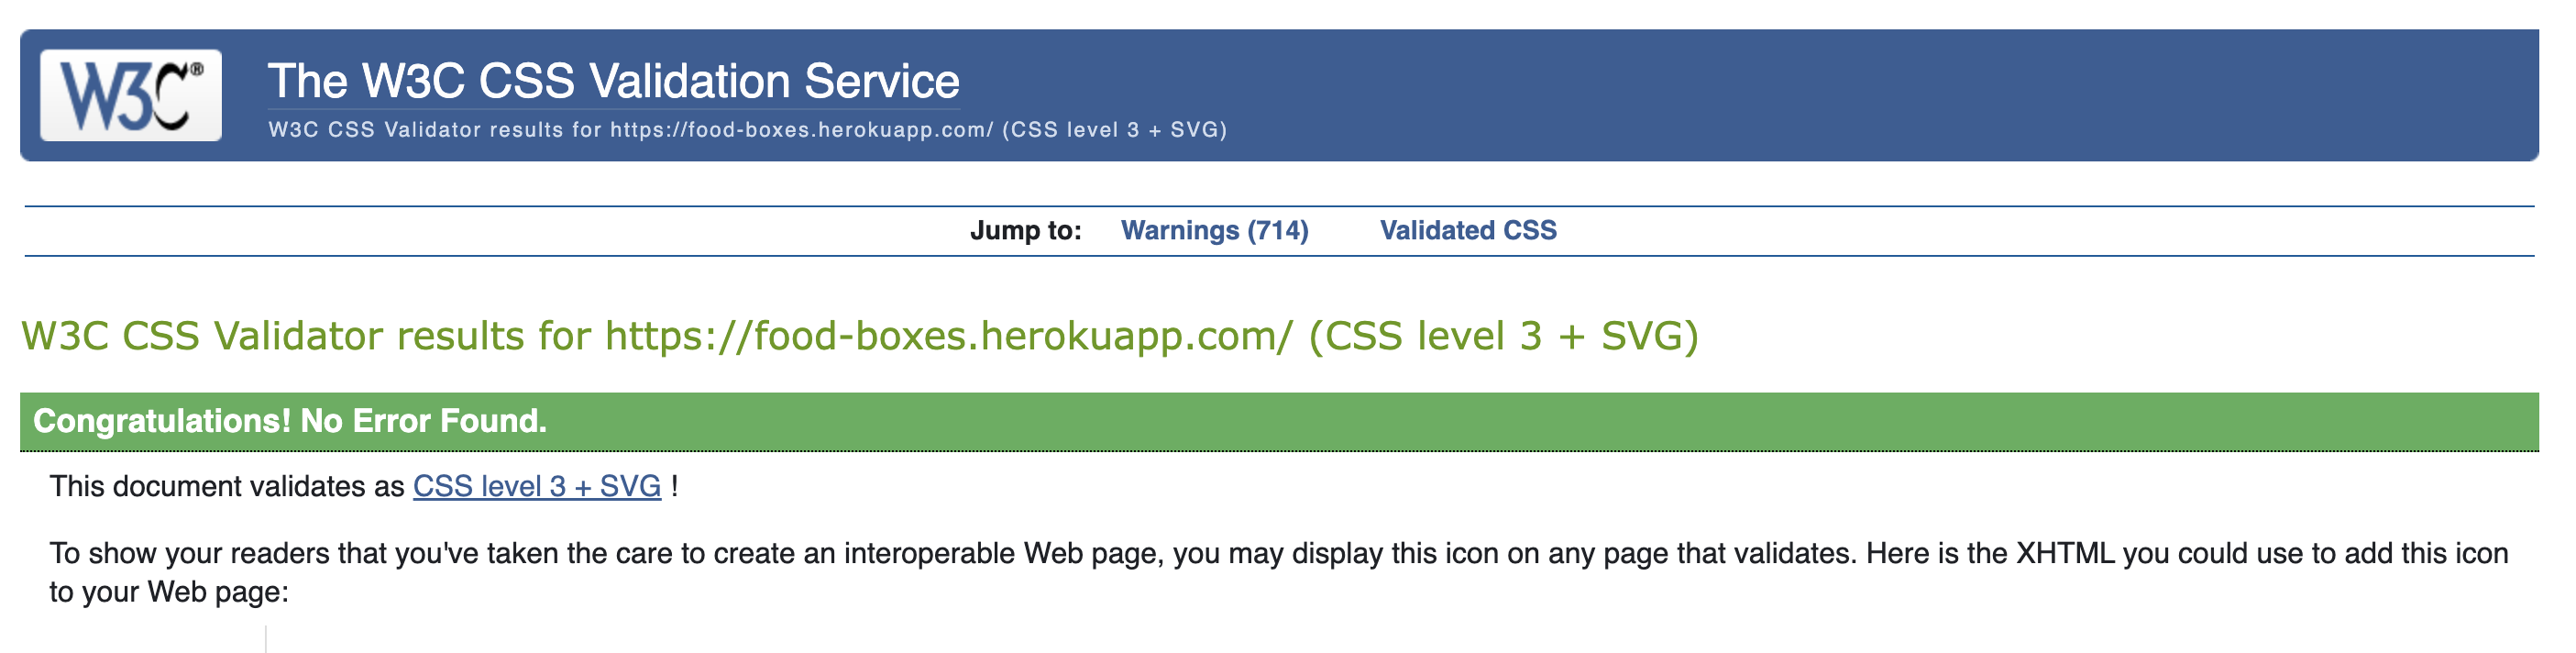 W3C®
The W3C CSS Validation Service
W3C CSS Validator results for https://food-boxes.herokuapp.com/ (CSS level 3 + SVG)
Jump to: Warnings (714) Validated CSS
W3C CSS Validator results for https://food-boxes.herokuapp.com/ (CSS level 3 + SVG)
Congratulations! No Error Found.
This document validates as CSS level 3 + SVG !
To show your readers that you've taken the care to create an interoperable Web page, you may display this icon on any page that validates. Here is the XHTML you could use to add this icon
to your Web page: